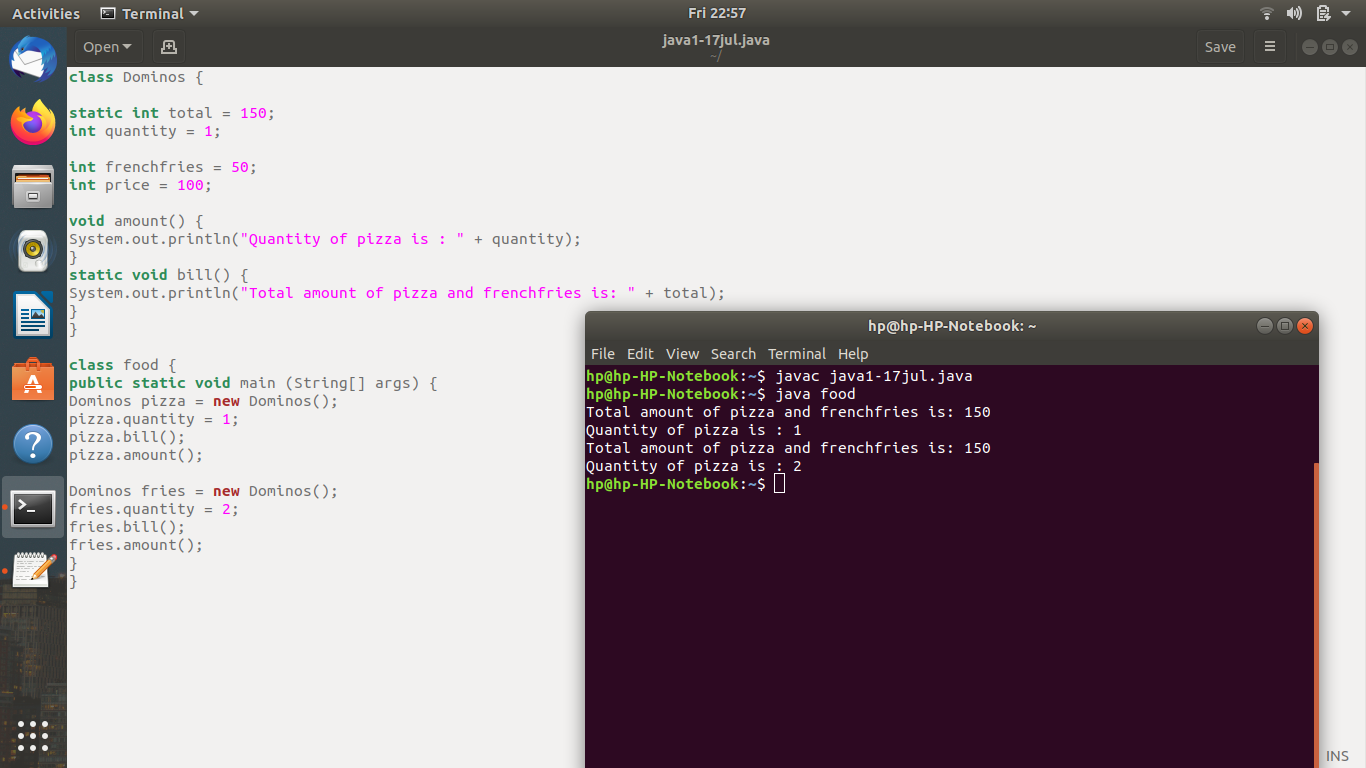 Activities Terminal Fri 22:57
Open java1-17jul.java Save
~/
class Dominos {
static int total = 150;
int quantity = 1;
int frenchfries = 50;
int price = 100;
void amount() {
System.out.println("Quantity of pizza is : " + quantity);
}
static void bill() {
System.out.println("Total amount of pizza and frenchfries is: " + total);
}
}
class food {
public static void main (String[] args) {
Dominos pizza = new Dominos();
pizza.quantity = 1;
pizza.bill();
pizza.amount();
Dominos fries = new Dominos();
fries.quantity = 2;
fries.bill();
fries.amount();
}
}
hp@hp-HP-Notebook: ~
File Edit View Search Terminal Help
hp@hp-HP-Notebook:~$ javac java1-17jul.java
hp@hp-HP-Notebook:~$ java food
Total amount of pizza and frenchfries is: 150
Quantity of pizza is : 1
Total amount of pizza and frenchfries is: 150
Quantity of pizza is : 2
hp@hp-HP-Notebook:~$
INS